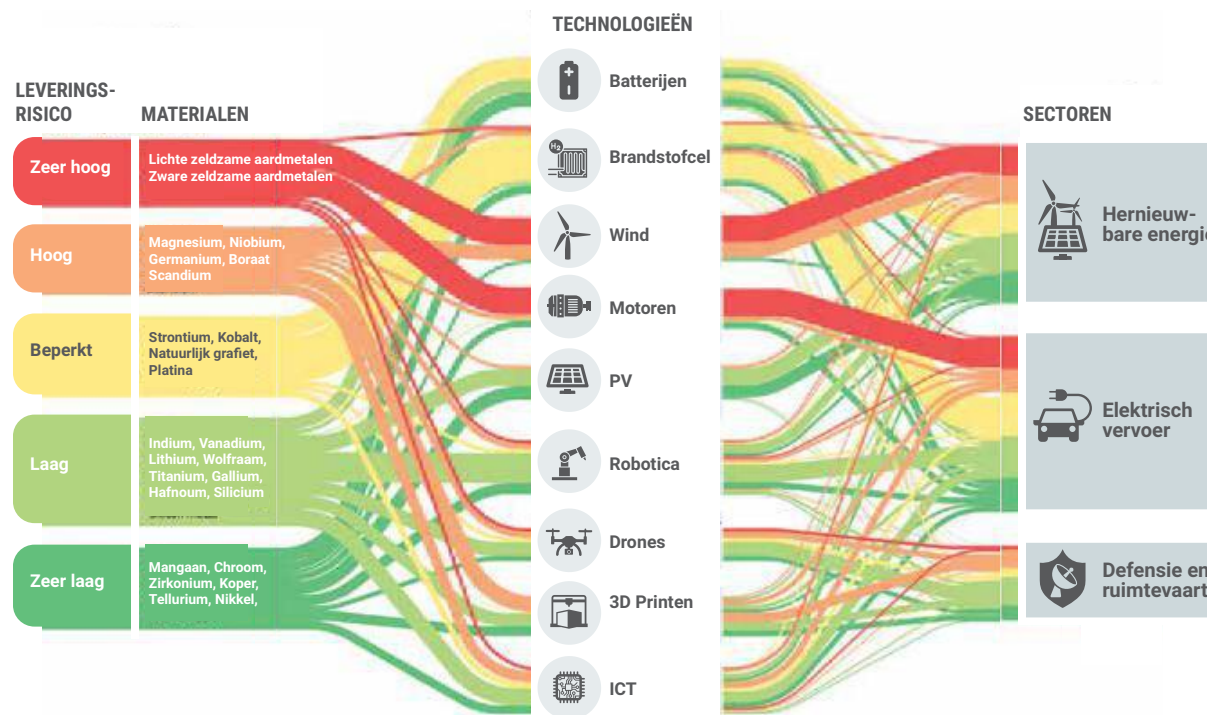 TECHNOLOGIEËN
LEVERINGS-
RISICO
MATERIALEN
SECTOREN
Zeer hoog
Lichte zeldzame aardmetalen
Zware zeldzame aardmetalen
Hoog
Magnesium, Niobium,
Germanium, Boraat
Scandium
Beperkt
Strontium, Kobalt,
Natuurlijk grafiet,
Platina
Laag
Indium, Vanadium,
Lithium, Wolfraam,
Titanium, Gallium,
Hafnoum, Silicium
Zeer laag
Mangaan, Chroom,
Zirkonium, Koper,
Tellurium, Nikkel,
Batterijen
H2
Brandstofcel
Wind
Motoren
PV
Robotica
Drones
3D Printen
ICT
Hernieuw-
bare energie
Elektrisch
vervoer
Defensie en
ruimtevaart